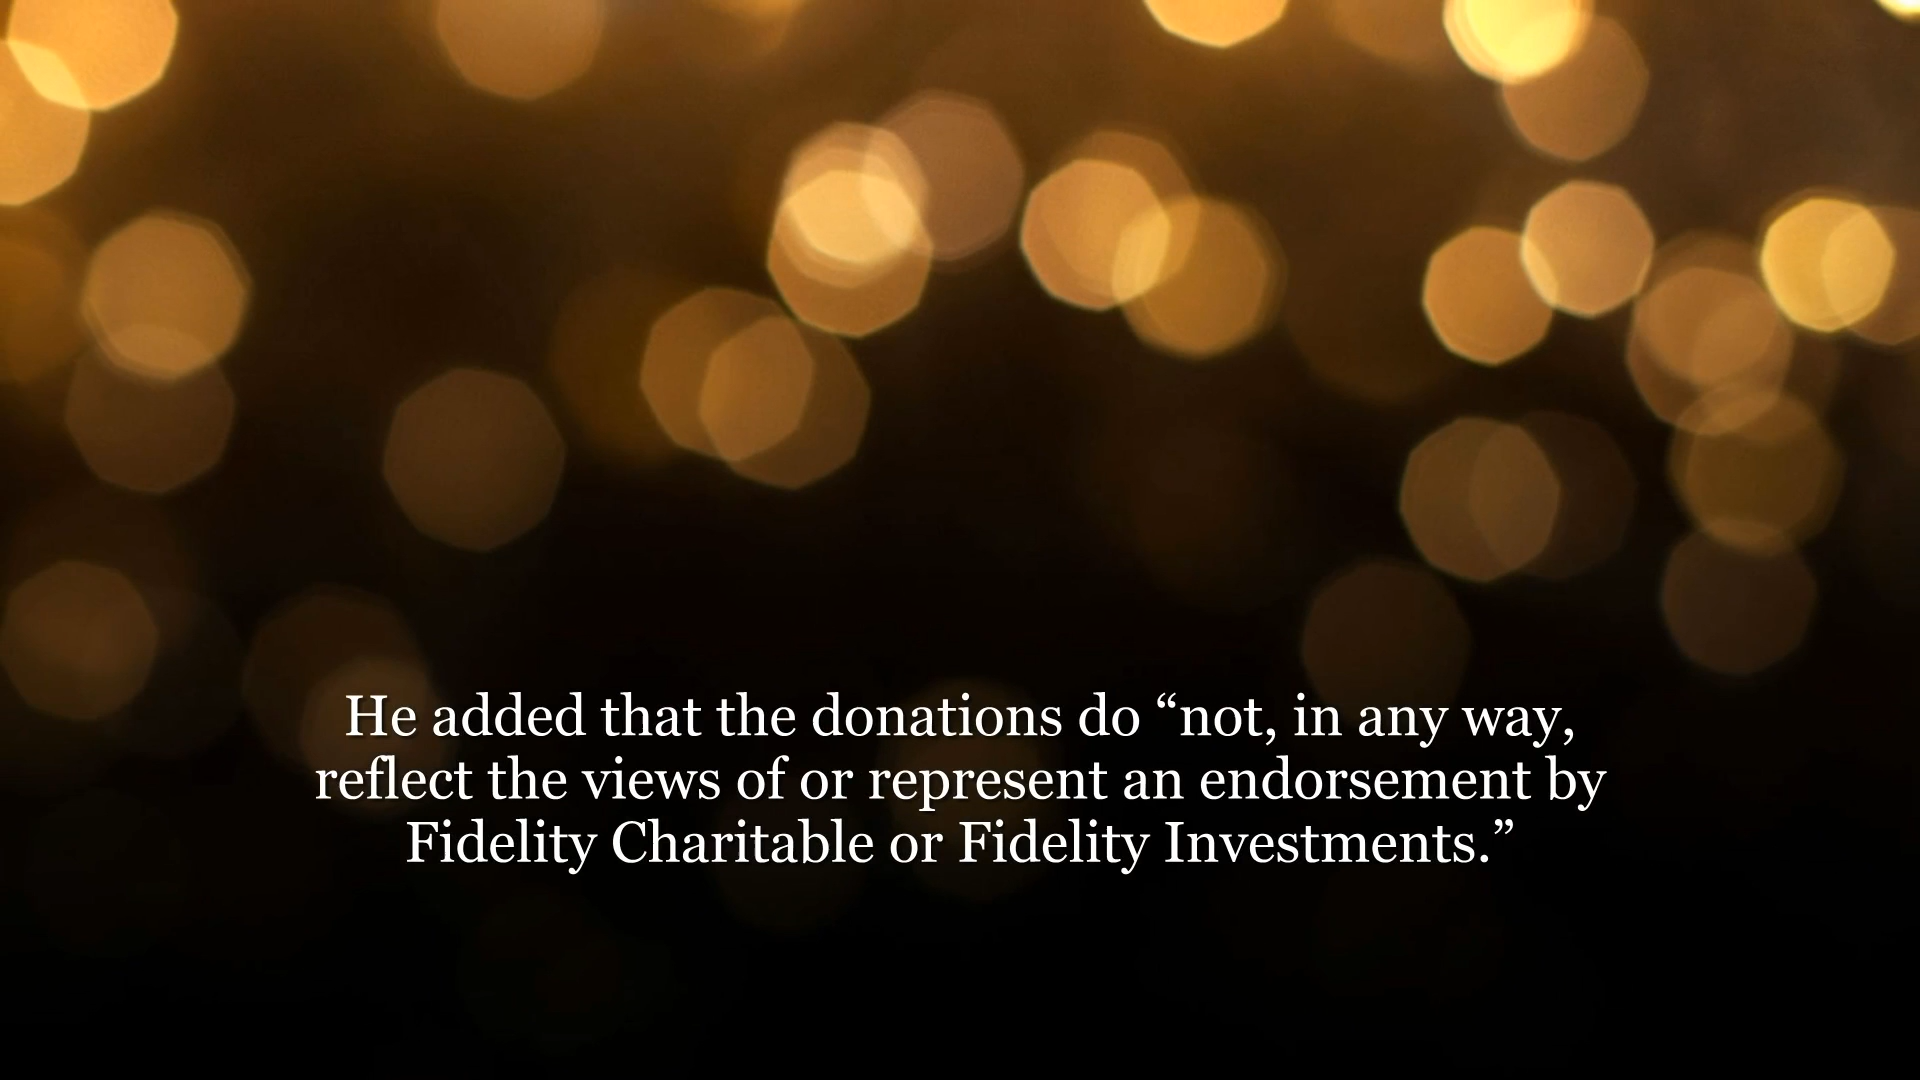 He added that the donations do “not, in any way,
reflect the views of or represent an endorsement by
Fidelity Charitable or Fidelity Investments.”